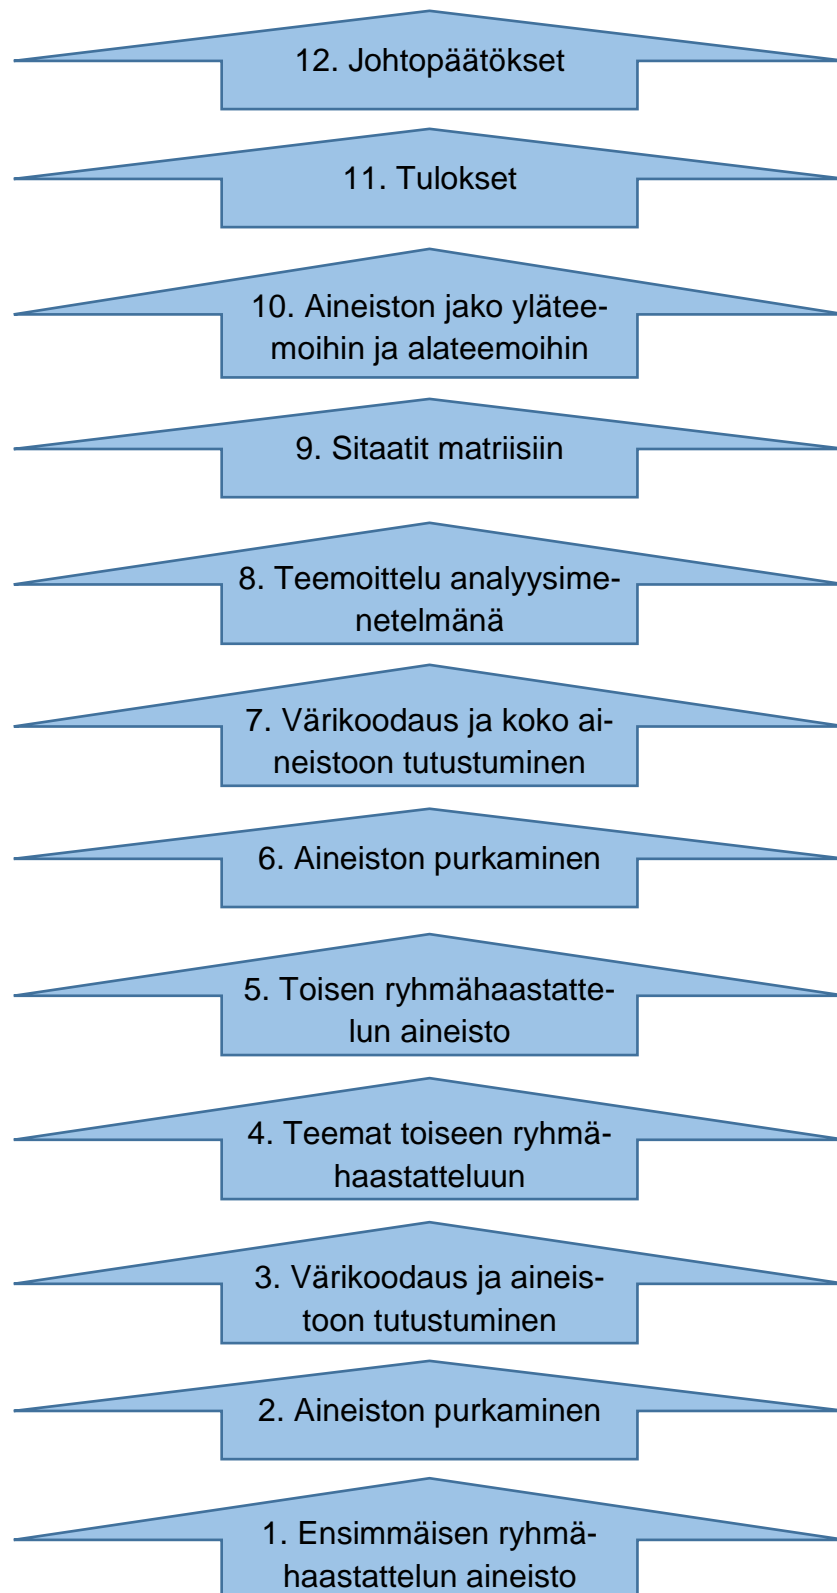 12. Johtopäätökset
11. Tulokset
10. Aineiston jako ylätee-
moihin ja alateemoihin
9. Sitaatit matriisiin
8. Teemoittelu analyysime-
netelmänä
7. Värikoodaus ja koko ai-
neistoon tutustuminen
6. Aineiston purkaminen
5. Toisen ryhmähaastatte-
lun aineisto
4. Teemat toiseen ryhmä-
haastatteluun
3. Värikoodaus ja aineis-
toon tutustuminen
2. Aineiston purkaminen
1. Ensimmäisen ryhmä-
haastattelun aineisto